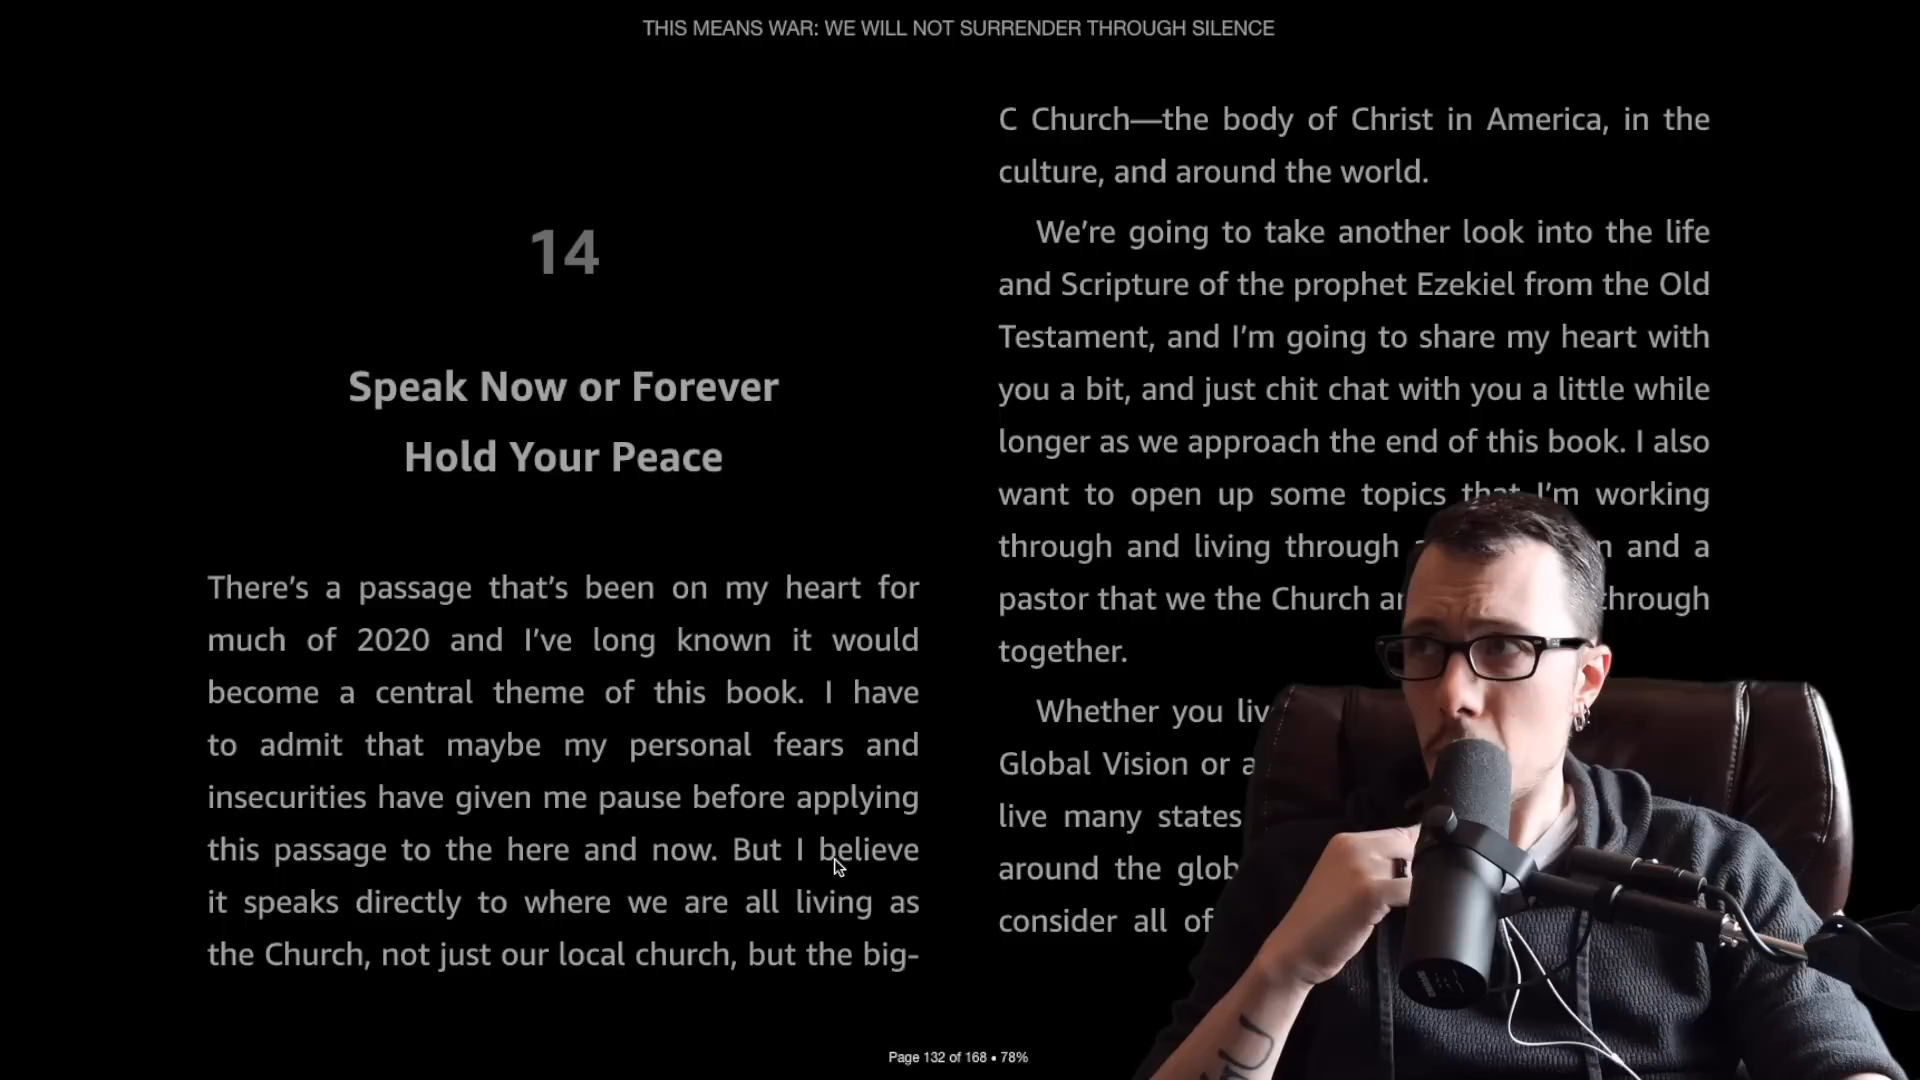 THIS MEANS WAR: WE WILL NOT SURRENDER THROUGH SILENCE
14
Speak Now or Forever
Hold Your Peace
There's a passage that's been on my heart for
much of 2020 and I've long known it would
become a central theme of this book. I have
to admit that maybe my personal fears and
insecurities have given me pause before applying
this passage to the here and now. But I believe
it speaks directly to where we are all living as
the Church, not just our local church, but the big-
C Church—the body of Christ in America, in the
culture, and around the world.
We're going to take another look into the life
and Scripture of the prophet Ezekiel from the Old
Testament, and I'm going to share my heart with
you a bit, and just chit chat with you a little while
longer as we approach the end of this book. I also
want to open up some topics that I'm working
through and living through and a
pastor that we the Church through
together.
Whether you
Global Vision or
live many states
around the
consider all of
Page 132 of 168 • 78%